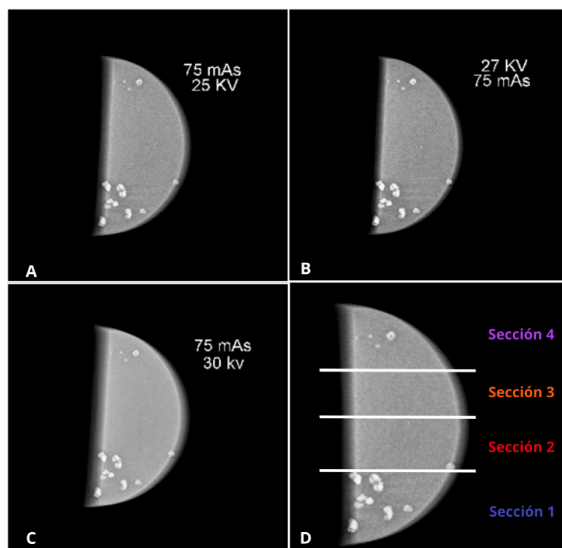 75 mAs
25 KV
A
27 KV
75 mAs
B
75 mAs
30 kv
C
Sección 4
Sección 3
Sección 2
Sección 1
D